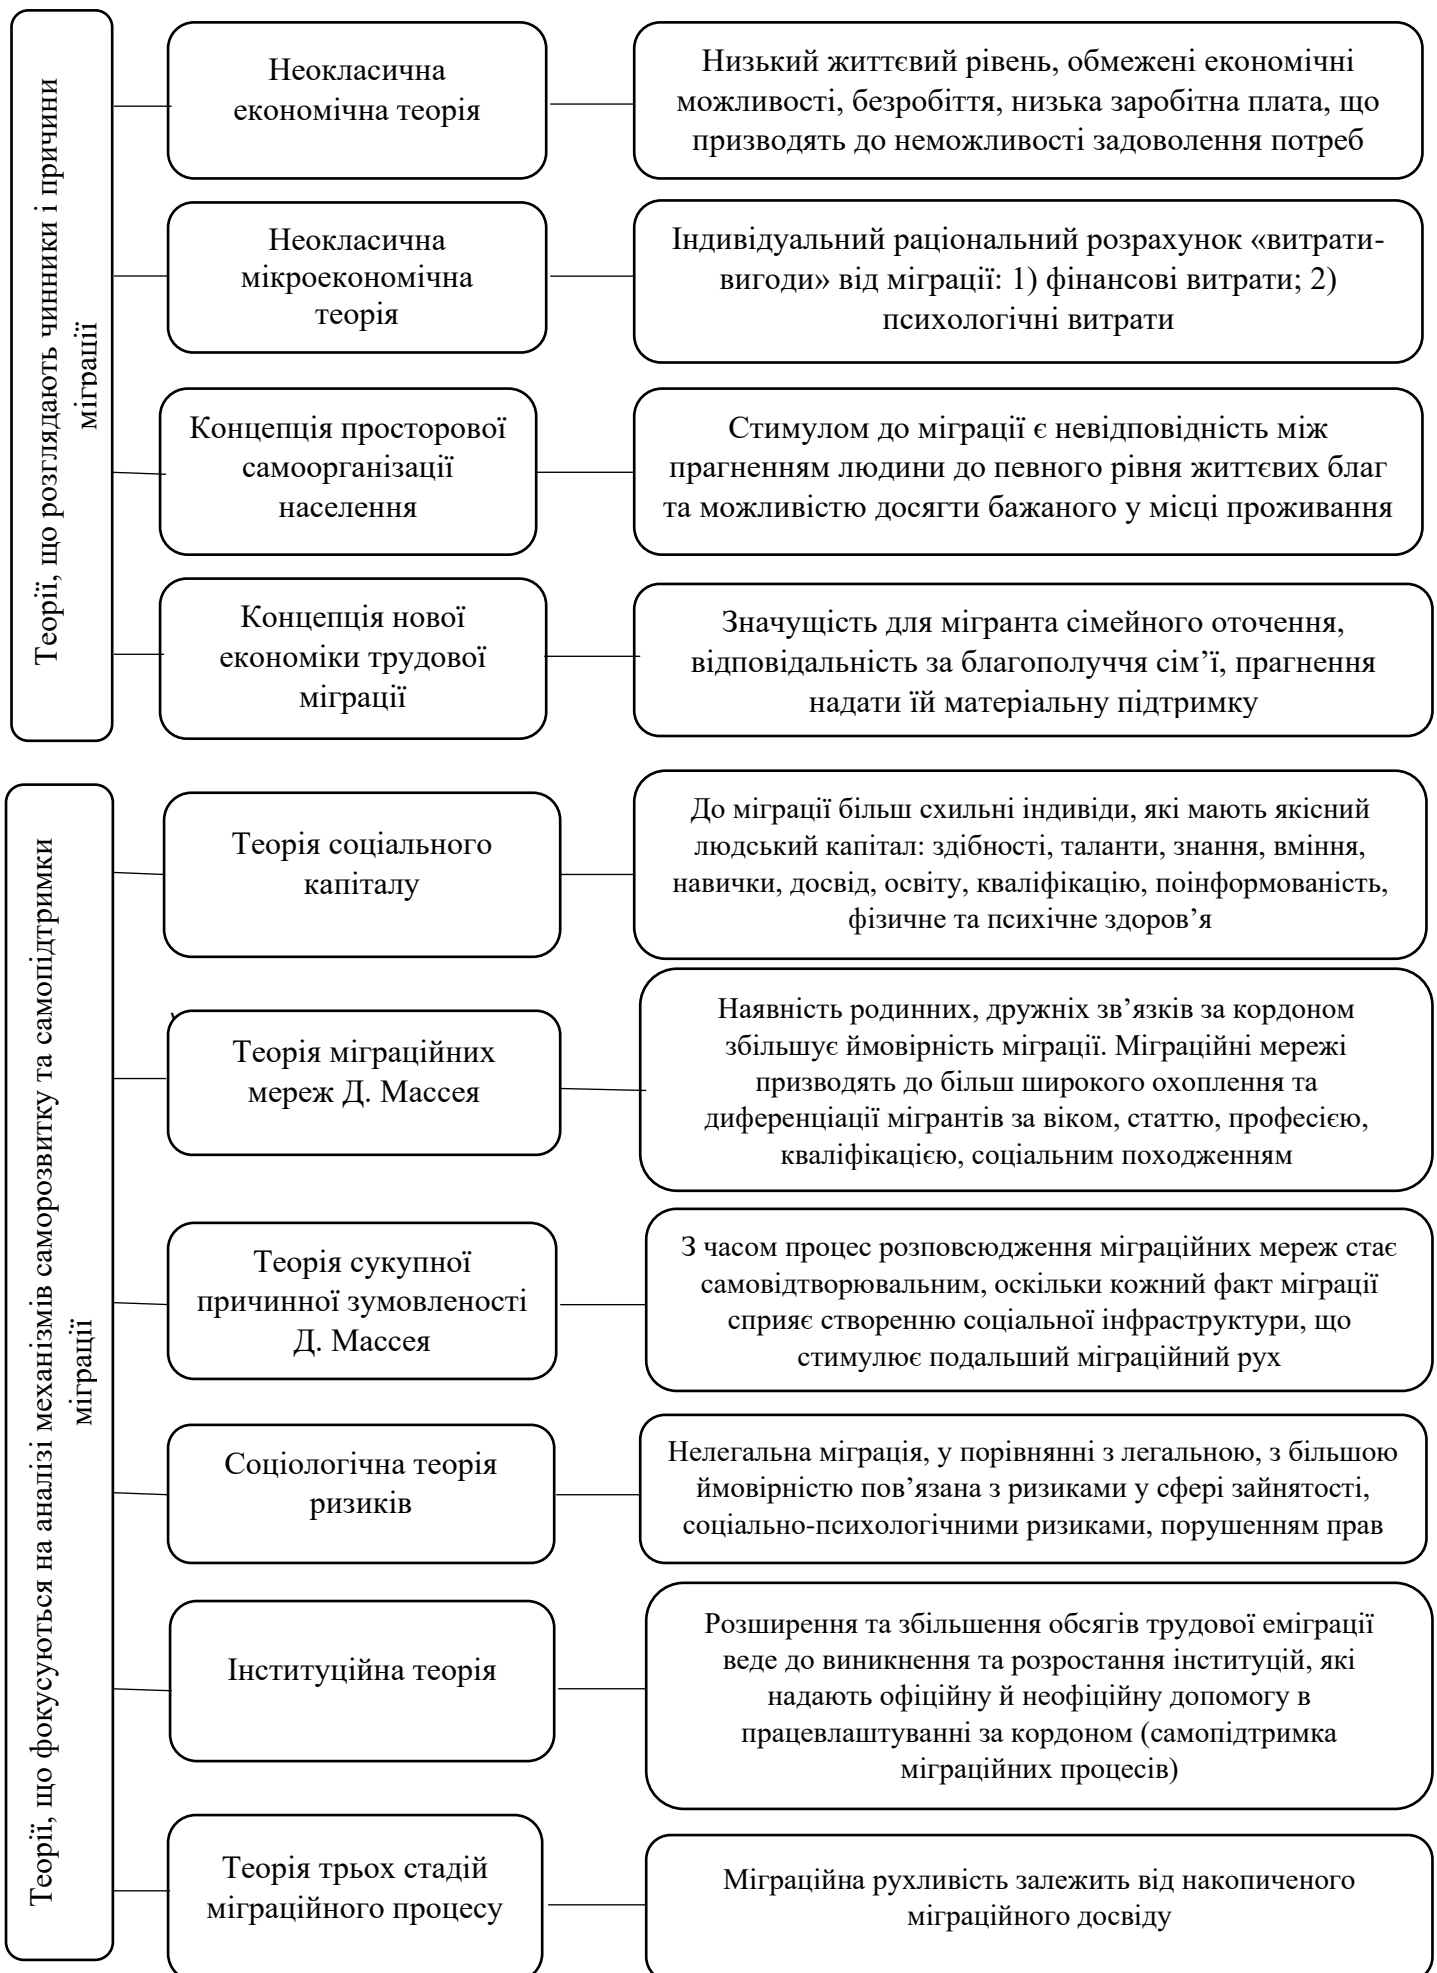 Теорії, що розглядають чинники і причини
міграції
Неокласична
економічна теорія
Низький життєвий рівень, обмежені економічні
можливості, безробіття, низька заробітна плата, що
призводять до неможливості задоволення потреб
Неокласична
мікроекономічна
теорія
Індивідуальний раціональний розрахунок «витрати-
вигоди» від міграції: 1) фінансові витрати; 2)
психологічні витрати
Концепція просторової
самоорганізації
населення
Стимулом до міграції є невідповідність між
прагненням людини до певного рівня життєвих благ
та можливістю досягти бажаного у місці проживання
Концепція нової
економіки трудової
міграції
Значущість для мігранта сімейного оточення,
відповідальність за благополуччя сім’ї, прагнення
надати їй матеріальну підтримку
Теорії, що фокусуються на аналізі механізмів саморозвитку та самопідтримки
міграції
Теорія соціального
капіталу
До міграції більш схильні індивіди, які мають якісний
людський капітал: здібності, таланти, знання, вміння,
навички, досвід, освіту, кваліфікацію, поінформованість,
фізичне та психічне здоров’я
Теорія міграційних
мереж Д. Массея
Наявність родинних, дружніх зв’язків за кордоном
збільшує ймовірність міграції. Міграційні мережі
призводять до більш широкого охоплення та
диференціації мігрантів за віком, статтю, професією,
кваліфікацією, соціальним походженням
Теорія сукупної
причинної зумовленості
Д. Массея
З часом процес розповсюдження міграційних мереж стає
самовідтворювальним, оскільки кожний факт міграції
сприяє створенню соціальної інфраструктури, що
стимулює подальший міграційний рух
Соціологічна теорія
ризиків
Нелегальна міграція, у порівнянні з легальною, з більшою
ймовірністю пов’язана з ризиками у сфері зайнятості,
соціально-психологічними ризиками, порушенням прав
Інституційна теорія
Розширення та збільшення обсягів трудової еміграції
веде до виникнення та розростання інституцій, які
надають офіційну й неофіційну допомогу в
працевлаштуванні за кордоном (самопідтримка
міграційних процесів)
Теорія трьох стадій
міграційного процесу
Міграційна рухливість залежить від накопиченого
міграційного досвіду